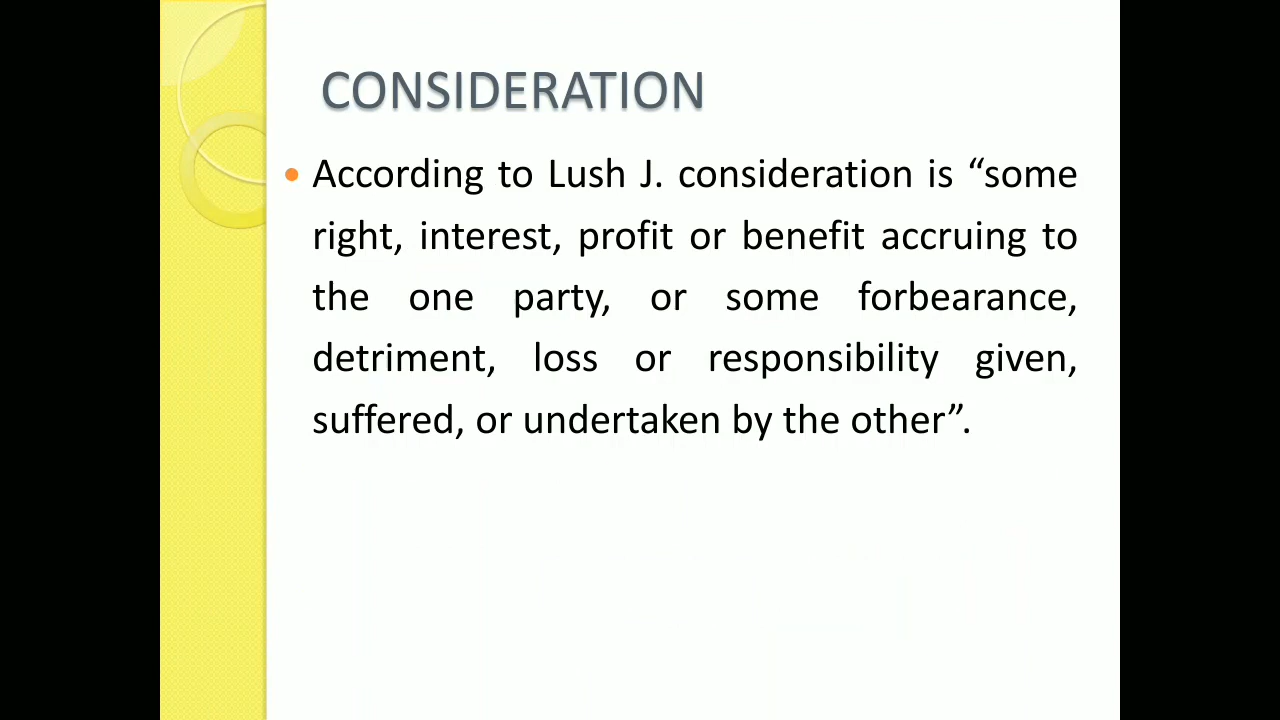 CONSIDERATION
• According to Lush J. consideration is “some
right, interest, profit or benefit accruing to
the one party, or some forbearance,
detriment, loss or responsibility given,
suffered, or undertaken by the other”.